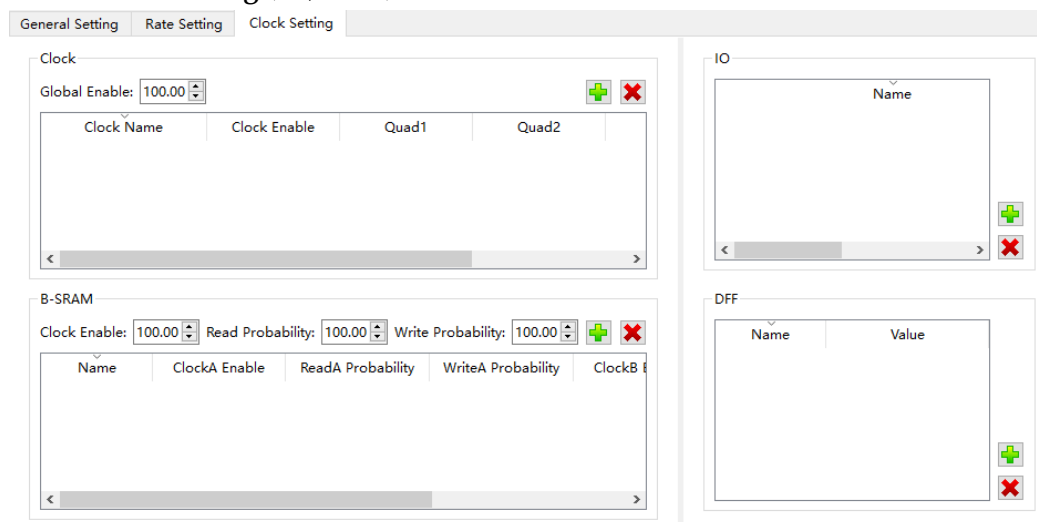 General Setting Rate Setting Clock Setting
Clock
Global Enable: 100.00
Clock Name Clock Enable Quad1 Quad2
B-SRAM
Clock Enable: 100.00 Read Probability: 100.00 Write Probability: 100.00
Name ClockA Enable ReadA Probability WriteA Probability ClockB E
IO
Name
DFF
Name Value